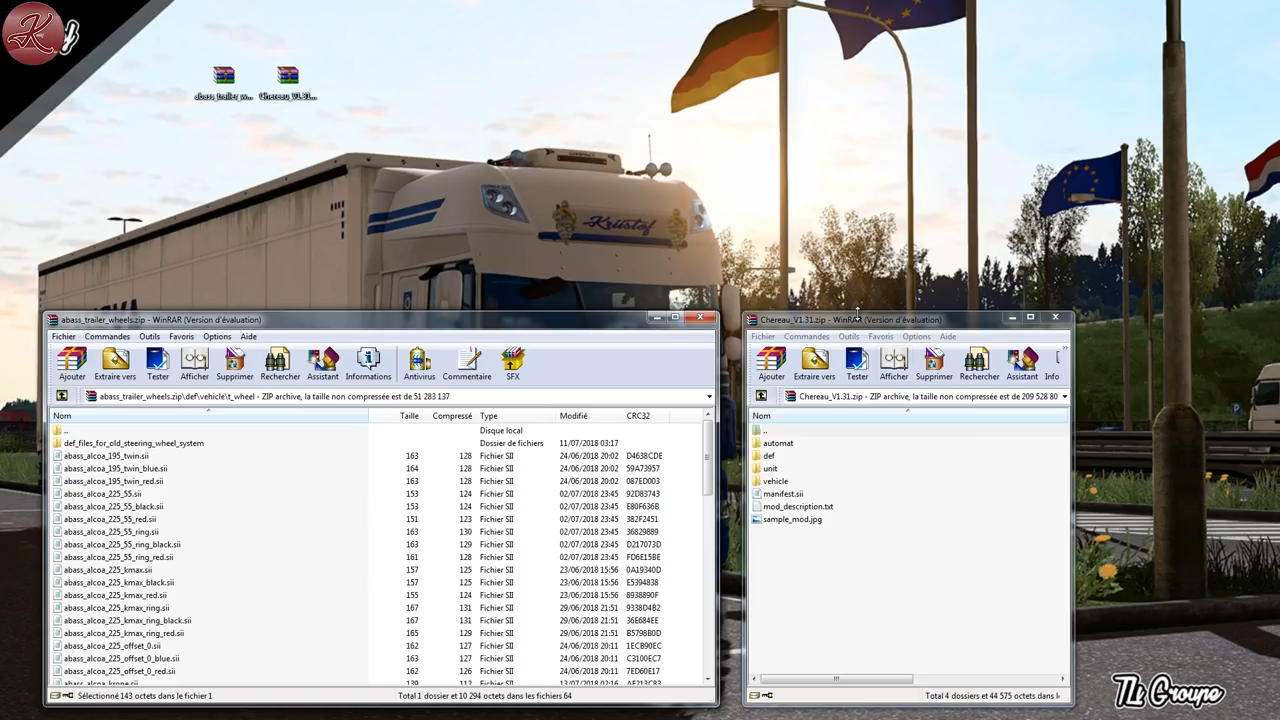 K
y
abass_trailer_w...
Chereau_V1.31...
Kristof
abass_trailer_wheels.zip - WinRAR (Version d'évaluation)
Fichier Commandes Outils Favoris Options Aide
Ajouter Extraire vers Tester Afficher Supprimer Rechercher Assistant Informations Antivirus Commentaire SFX
abass_trailer_wheels.zip\def\vehicle\t_wheel - ZIP archive, la taille non compressée est de 51 283 137
Nom Taille Compressé Type Modifié CRC32
.. Disque local
def_files_for_old_steering_wheel_system Dossier de fichiers 11/07/2018 03:17
abass_alcoa_195_twin.sii 163 128 Fichier SII 24/06/2018 20:02 D4638CDE
abass_alcoa_195_twin_blue.sii 164 128 Fichier SII 24/06/2018 20:02 59A73957
abass_alcoa_195_twin_red.sii 163 128 Fichier SII 24/06/2018 20:02 087ED003
abass_alcoa_225_55.sii 153 124 Fichier SII 02/07/2018 23:45 92D83743
abass_alcoa_225_55_black.sii 153 124 Fichier SII 02/07/2018 23:45 E80F636B
abass_alcoa_225_55_red.sii 151 123 Fichier SII 02/07/2018 23:45 382F2451
abass_alcoa_225_55_ring.sii 163 130 Fichier SII 02/07/2018 23:45 36829889
abass_alcoa_225_55_ring_black.sii 163 129 Fichier SII 02/07/2018 23:45 D217073D
abass_alcoa_225_55_ring_red.sii 161 128 Fichier SII 02/07/2018 23:45 FD6E15BE
abass_alcoa_225_kmax.sii 157 125 Fichier SII 23/06/2018 15:56 0A19340D
abass_alcoa_225_kmax_black.sii 157 125 Fichier SII 23/06/2018 15:56 E5394838
abass_alcoa_225_kmax_red.sii 155 124 Fichier SII 23/06/2018 15:56 8938890F
abass_alcoa_225_kmax_ring.sii 167 131 Fichier SII 29/06/2018 21:51 9338D4B2
abass_alcoa_225_kmax_ring_black.sii 167 131 Fichier SII 29/06/2018 21:51 36E684EE
abass_alcoa_225_kmax_ring_red.sii 165 129 Fichier SII 29/06/2018 21:51 B5798B0D
abass_alcoa_225_offset_0.sii 162 127 Fichier SII 24/06/2018 20:11 1ECB90EC
abass_alcoa_225_offset_0_blue.sii 163 127 Fichier SII 24/06/2018 20:11 C3100EC7
abass_alcoa_225_offset_0_red.sii 162 126 Fichier SII 24/06/2018 20:11 7ED60E17
abass_alcoa_krone.sii 139 112 Fichier SII 13/07/2018 02:16 AF213C83
Sélectionné 143 octets dans le fichier 1 Total 1 dossier et 10 294 octets dans les fichiers 64
Chereau_V1.31.zip - WinRAR (Version d'évaluation)
Fichier Commandes Outils Favoris Options Aide
Ajouter Extraire vers Tester Afficher Supprimer Rechercher Assistant Info
Chereau_V1.31.zip - ZIP archive, la taille non compressée est de 209 528 80
Nom
..
automat
def
unit
vehicle
manifest.sii
mod_description.txt
sample_mod.jpg
Total 4 dossiers et 44 575 octets dans l
TLs Groupe